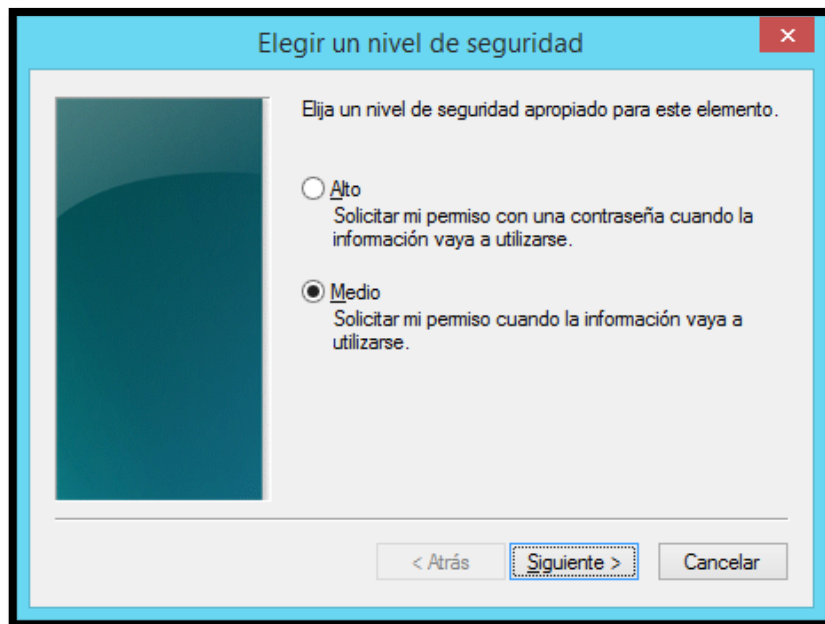 Elegir un nivel de seguridad
Elija un nivel de seguridad apropiado para este elemento.
Alto
Solicitar mi permiso con una contraseña cuando la
información vaya a utilizarse.
Medio
Solicitar mi permiso cuando la información vaya a
utilizarse.
< Atrás Siguiente > Cancelar